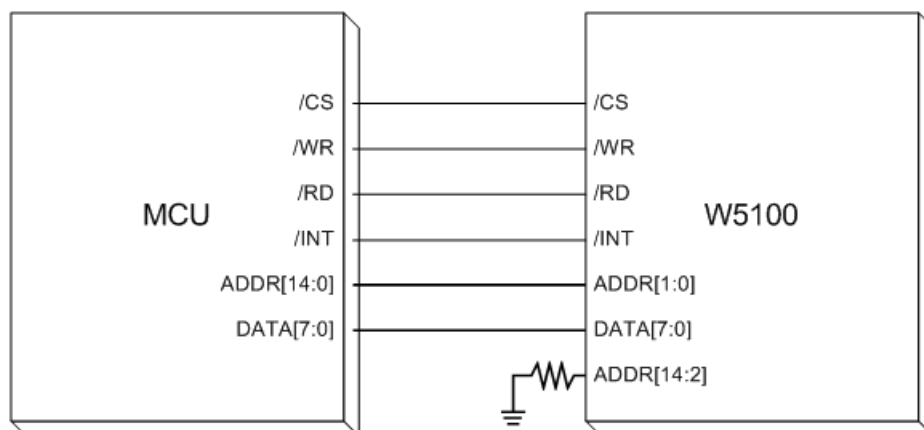 /CS /CS
/WR /WR
/RD /RD
MCU W5100
/INT /INT
ADDR[14:0] ADDR[1:0]
DATA[7:0] DATA[7:0]
ADDR[14:2]